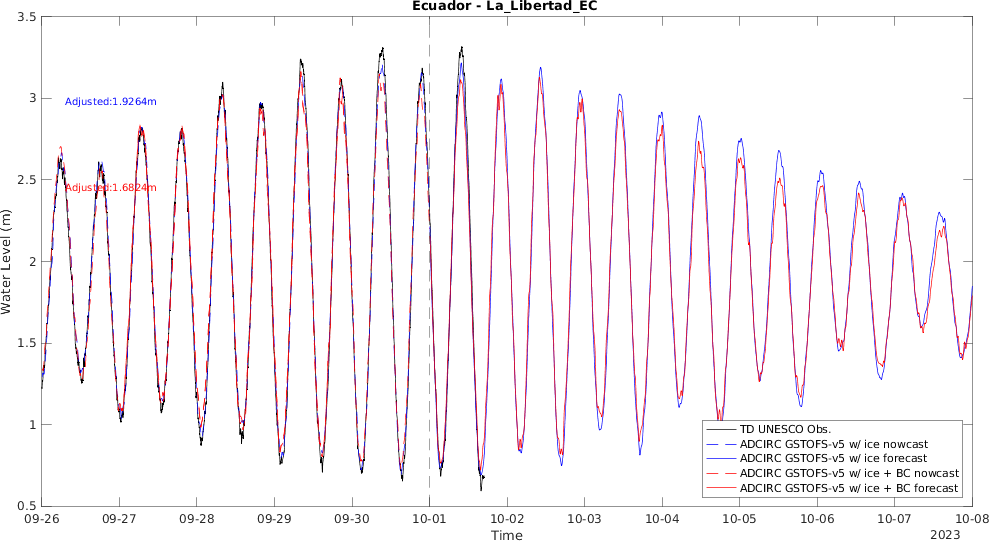 Ecuador - La_Libertad_EC
3.5
3
2.5
2
1.5
1
0.5
Water Level (m)
Adjusted:1.9264m
Adjusted:1.6824m
TD UNESCO Obs.
ADCIRC GSTOFS-v5 w/ ice nowcast
ADCIRC GSTOFS-v5 w/ ice forecast
ADCIRC GSTOFS-v5 w/ ice + BC nowcast
ADCIRC GSTOFS-v5 w/ ice + BC forecast
09-26 09-27 09-28 09-29 09-30 10-01 10-02 10-03 10-04 10-05 10-06 10-07 10-08
Time
2023